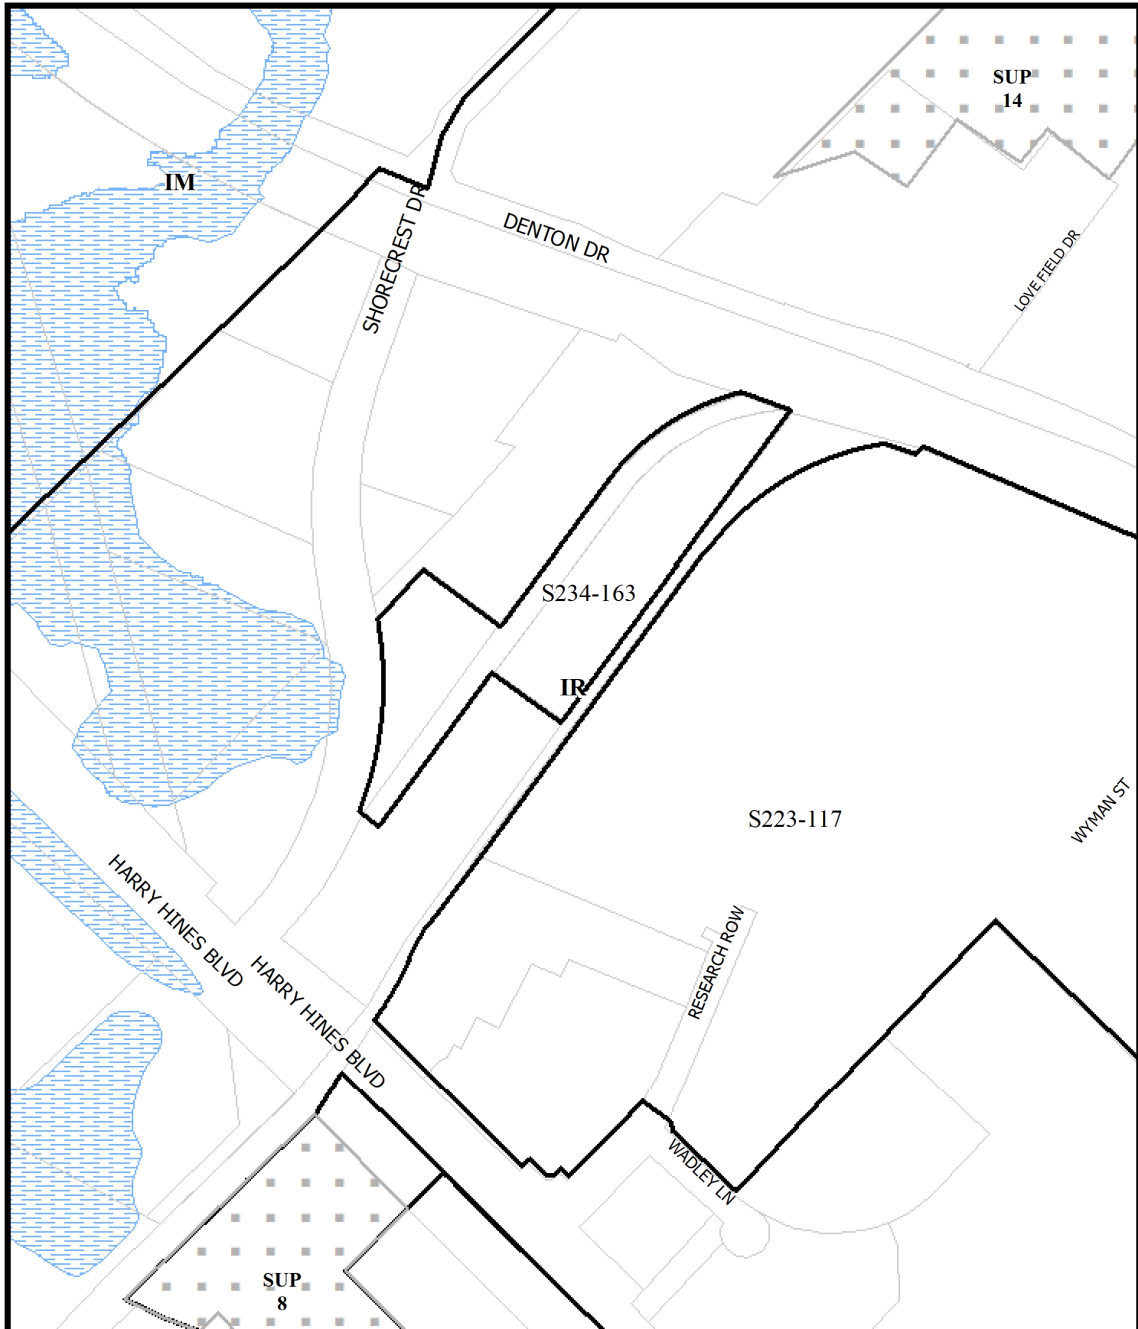 SUP
14
IM
SHORECREST DR
DENTON DR
LOVE FIELD DR
S234-163
IR
S223-117
WYMAN ST
HARRY HINES BLVD
HARRY HINES BLVD
RESEARCH ROW
WADLEY LN
SUP
8